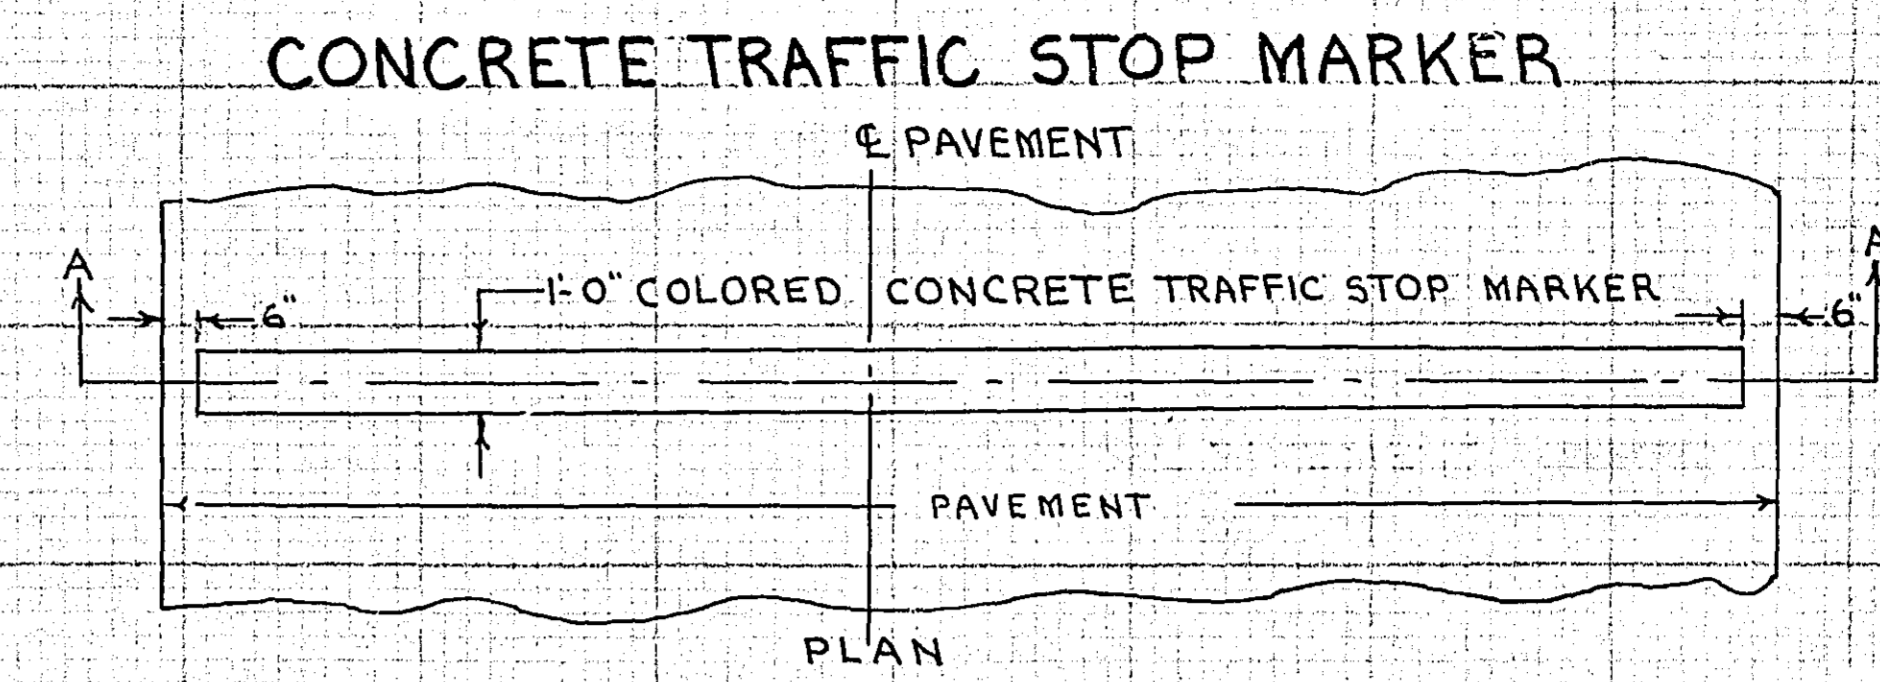 CONCRETE TRAFFIC STOP MARKER
℄ PAVEMENT
A
A
1'-0" COLORED CONCRETE TRAFFIC STOP MARKER
6"
6"
PAVEMENT
PLAN